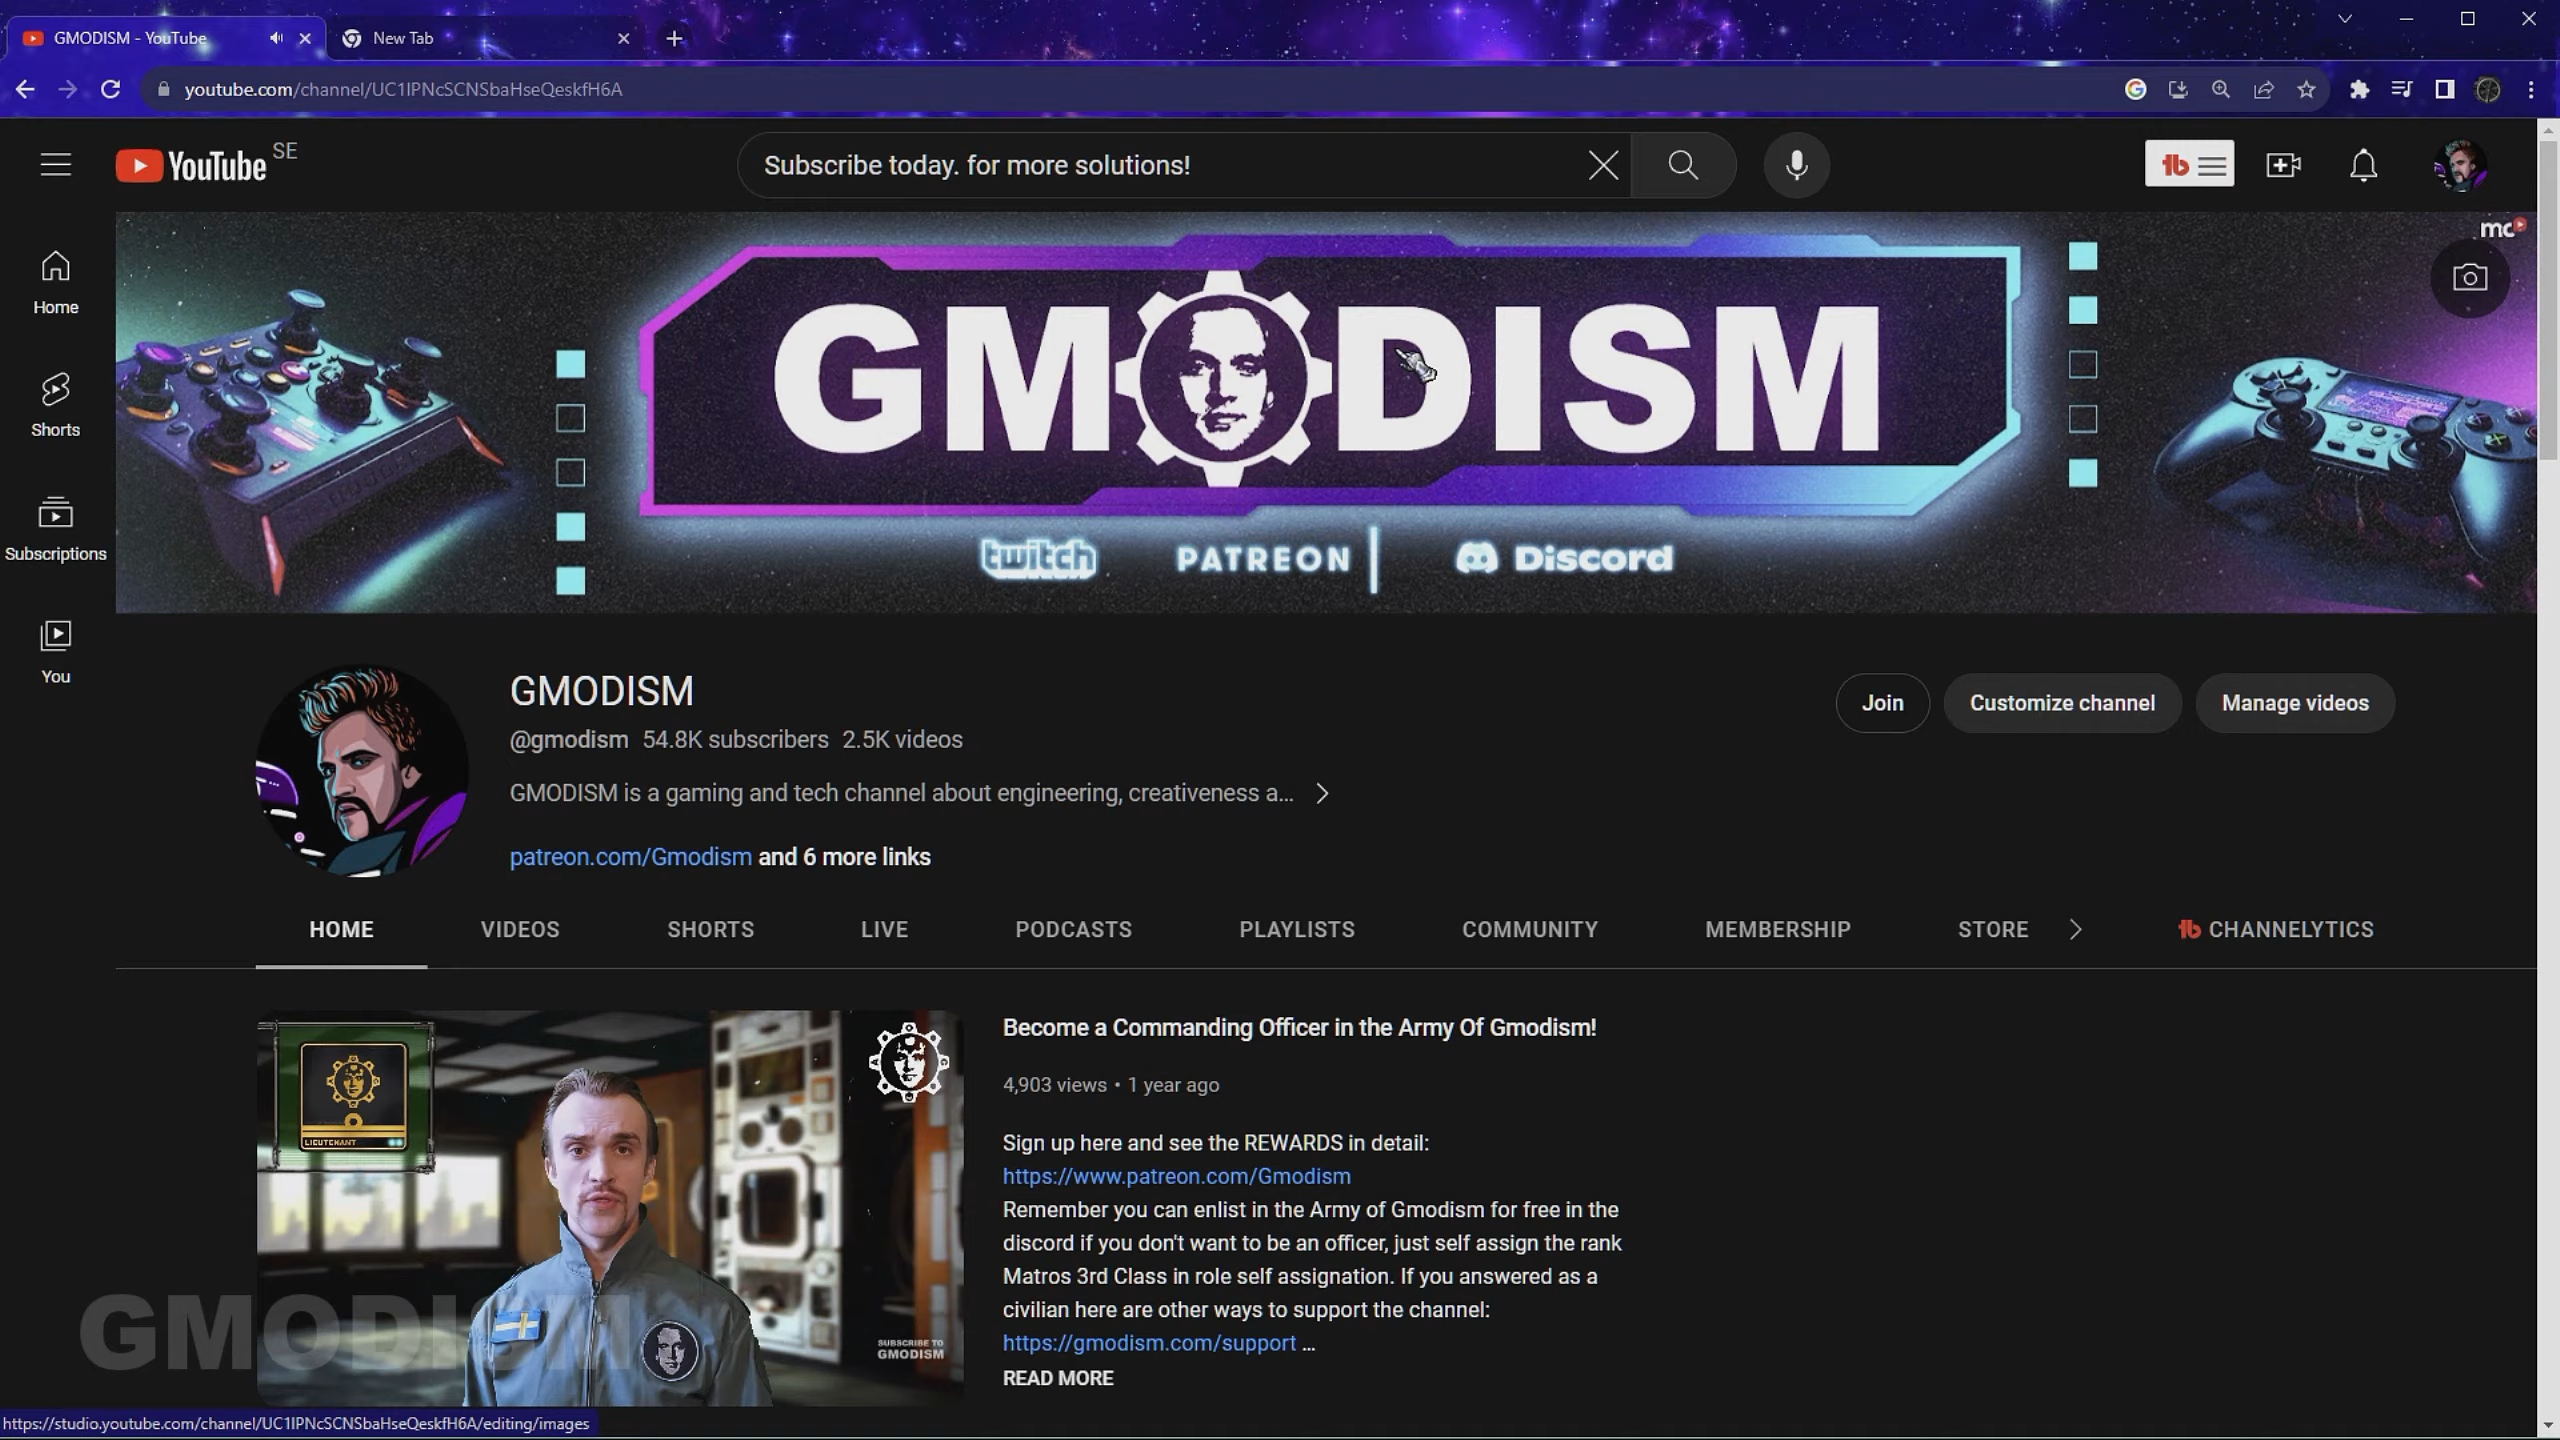 GMODISM - YouTube
New Tab
youtube.com/channel/UC1lPNcSCNSbaHseQeskfH6A
YouTube SE
Subscribe today. for more solutions!
tb
mc
GMODISM
twitch
PATREON
Discord
Home
Shorts
Subscriptions
You
GMODISM
@gmodism 54.8K subscribers 2.5K videos
GMODISM is a gaming and tech channel about engineering, creativeness a...
patreon.com/Gmodism and 6 more links
Join
Customize channel
Manage videos
HOME
VIDEOS
SHORTS
LIVE
PODCASTS
PLAYLISTS
COMMUNITY
MEMBERSHIP
STORE
tb CHANNELYTICS
LIEUTENANT
SUBSCRIBE TO
GMODISM
GMODISM
Become a Commanding Officer in the Army Of Gmodism!
4,903 views • 1 year ago
Sign up here and see the REWARDS in detail:
https://www.patreon.com/Gmodism
Remember you can enlist in the Army of Gmodism for free in the
discord if you don't want to be an officer, just self assign the rank
Matros 3rd Class in role self assignation. If you answered as a
civilian here are other ways to support the channel:
https://gmodism.com/support ...
READ MORE
https://studio.youtube.com/channel/UC1lPNcSCNSbaHseQeskfH6A/editing/images